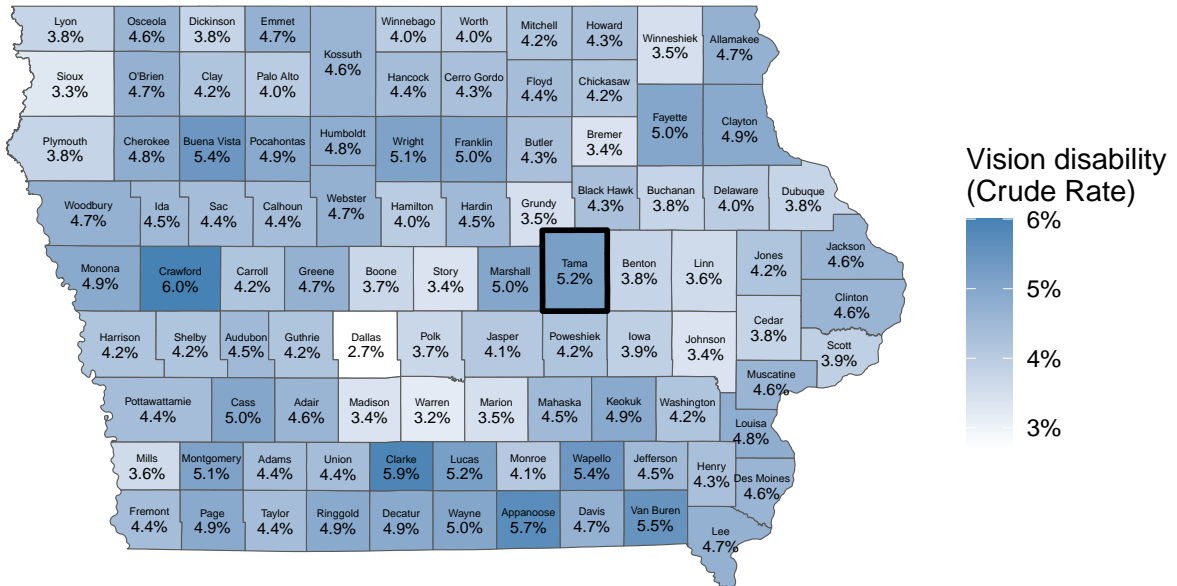 Lyon
3.8%
Osceola
4.6%
Dickinson
3.8%
Emmet
4.7%
Kossuth
4.6%
Winnebago
4.0%
Worth
4.0%
Mitchell
4.2%
Howard
4.3%
Winneshiek
3.5%
Allamakee
4.7%
Sioux
3.3%
O'Brien
4.7%
Clay
4.2%
Palo Alto
4.0%
Hancock
4.4%
Cerro Gordo
4.3%
Floyd
4.4%
Chickasaw
4.2%
Fayette
5.0%
Clayton
4.9%
Plymouth
3.8%
Cherokee
4.8%
Buena Vista
5.4%
Pocahontas
4.9%
Humboldt
4.8%
Wright
5.1%
Franklin
5.0%
Butler
4.3%
Bremer
3.4%
Woodbury
4.7%
Ida
4.5%
Sac
4.4%
Calhoun
4.4%
Webster
4.7%
Hamilton
4.0%
Hardin
4.5%
Grundy
3.5%
Black Hawk
4.3%
Buchanan
3.8%
Delaware
4.0%
Dubuque
3.8%
Monona
4.9%
Crawford
6.0%
Carroll
4.2%
Greene
4.7%
Boone
3.7%
Story
3.4%
Marshall
5.0%
Tama
5.2%
Benton
3.8%
Linn
3.6%
Jones
4.2%
Jackson
4.6%
Clinton
4.6%
Harrison
4.2%
Shelby
4.2%
Audubon
4.5%
Guthrie
4.2%
Dallas
2.7%
Polk
3.7%
Jasper
4.1%
Poweshiek
4.2%
Iowa
3.9%
Johnson
3.4%
Cedar
3.8%
Scott
3.9%
Muscatine
4.6%
Pottawattamie
4.4%
Cass
5.0%
Adair
4.6%
Madison
3.4%
Warren
3.2%
Marion
3.5%
Mahaska
4.5%
Keokuk
4.9%
Washington
4.2%
Louisa
4.8%
Mills
3.6%
Montgomery
5.1%
Adams
4.4%
Union
4.4%
Clarke
5.9%
Lucas
5.2%
Monroe
4.1%
Wapello
5.4%
Jefferson
4.5%
Henry
4.3%
Des Moines
4.6%
Fremont
4.4%
Page
4.9%
Taylor
4.4%
Ringgold
4.9%
Decatur
4.9%
Wayne
5.0%
Appanoose
5.7%
Davis
4.7%
Van Buren
5.5%
Lee
4.7%
Vision disability
(Crude Rate)
6%
5%
4%
3%